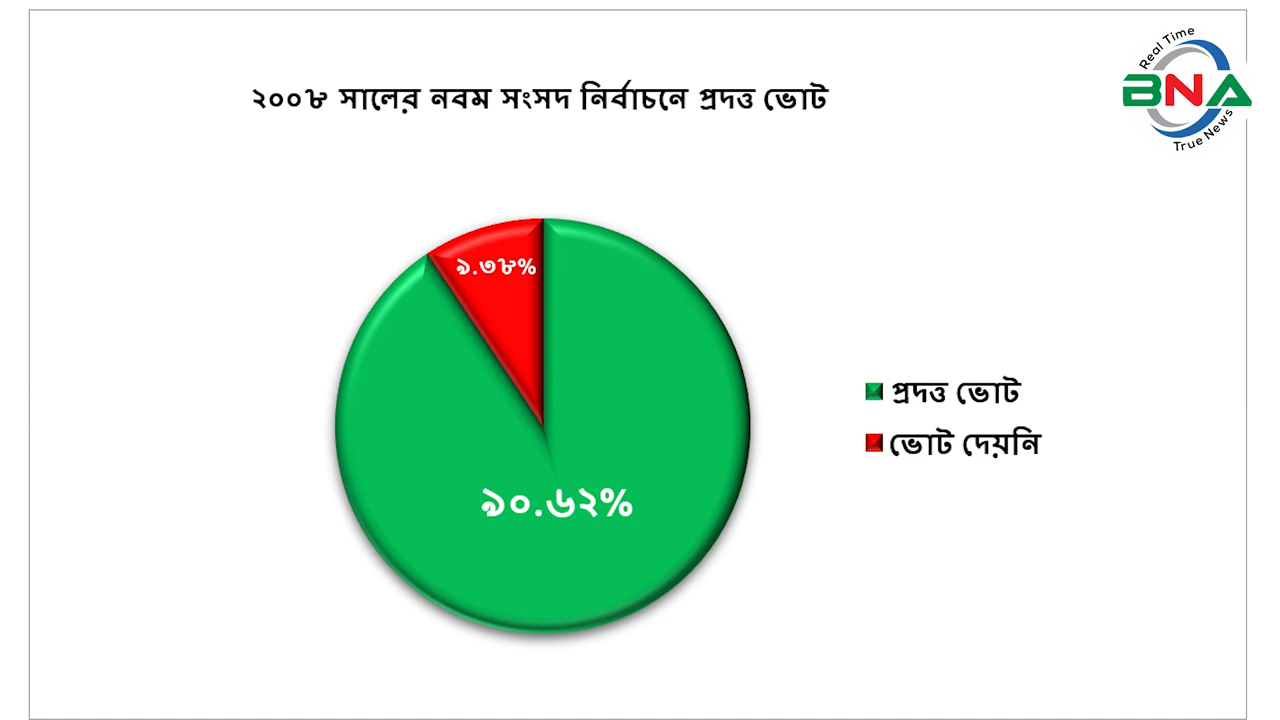 ২০০৮ সালের নবম সংসদ নির্বাচনে প্রদত্ত ভোট
Real Time
BNA
True News
৯.৩৮%
৯০.৬২%
প্রদত্ত ভোট
ভোট দেয়নি